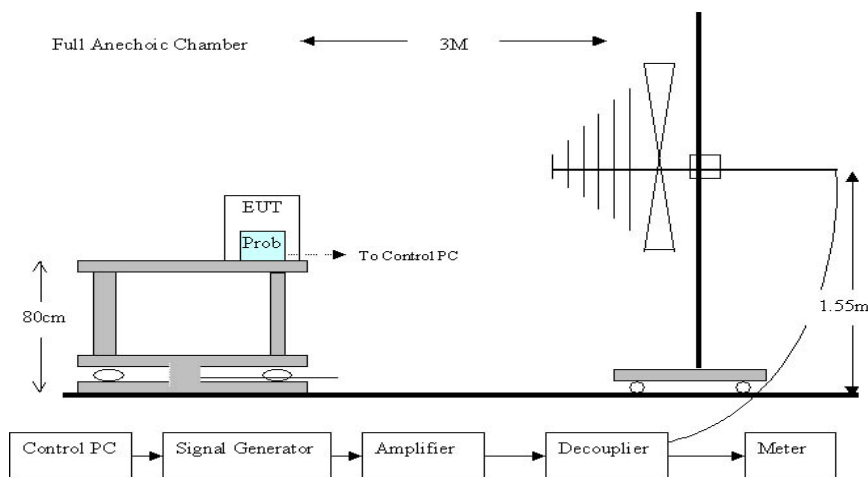 Full Anechoic Chamber
3M
EUT
Prob
To Control PC
80cm
1.55m
Control PC
Signal Generator
Amplifier
Decouplier
Meter